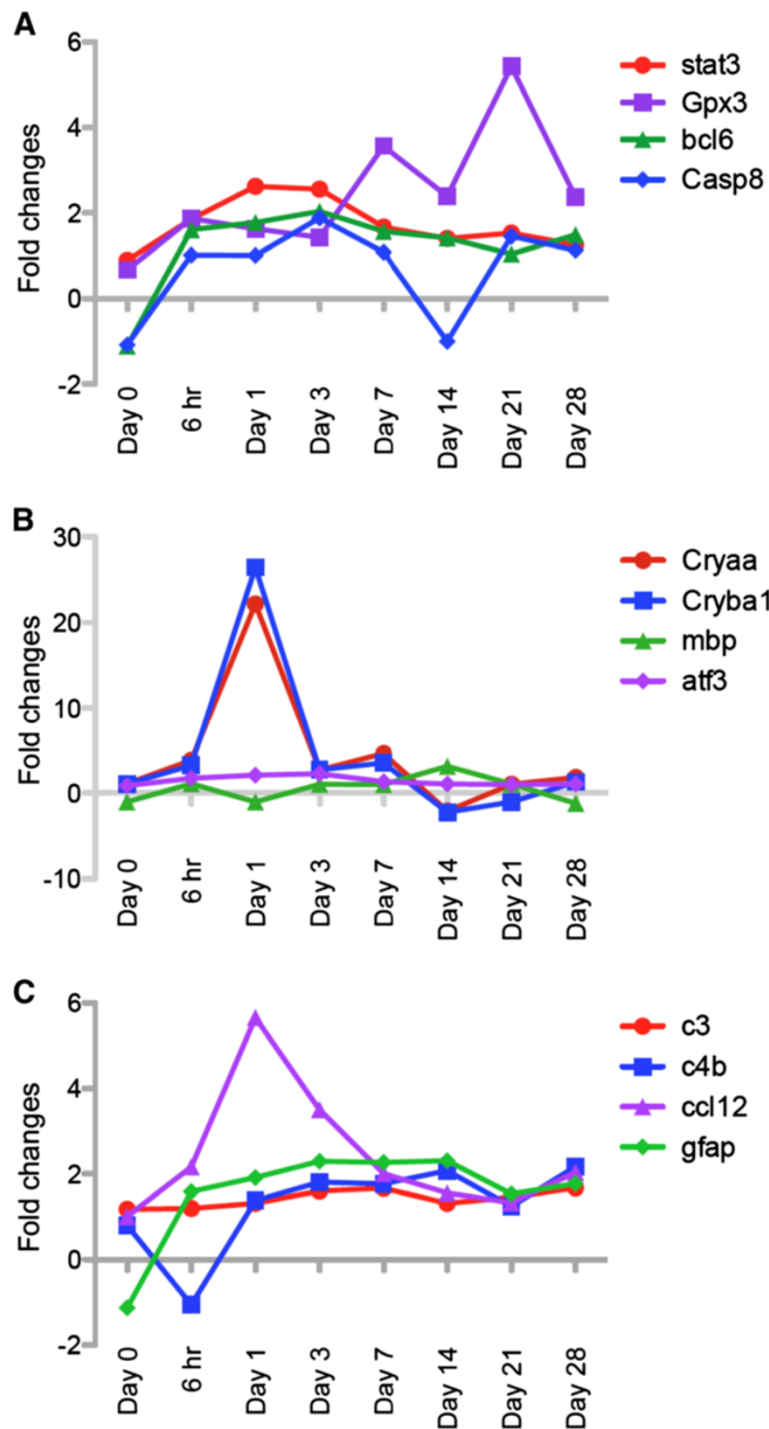 A
6
4
2
0
-2
Fold changes
Day 0
6 hr
Day 1
Day 3
Day 7
Day 14
Day 21
Day 28
stat3
Gpx3
bcl6
Casp8
B
30
20
10
0
-10
Fold changes
Day 0
6 hr
Day 1
Day 3
Day 7
Day 14
Day 21
Day 28
Cryaa
Cryba1
mbp
atf3
C
6
4
2
0
-2
Fold changes
Day 0
6 hr
Day 1
Day 3
Day 7
Day 14
Day 21
Day 28
c3
c4b
ccl12
gfap